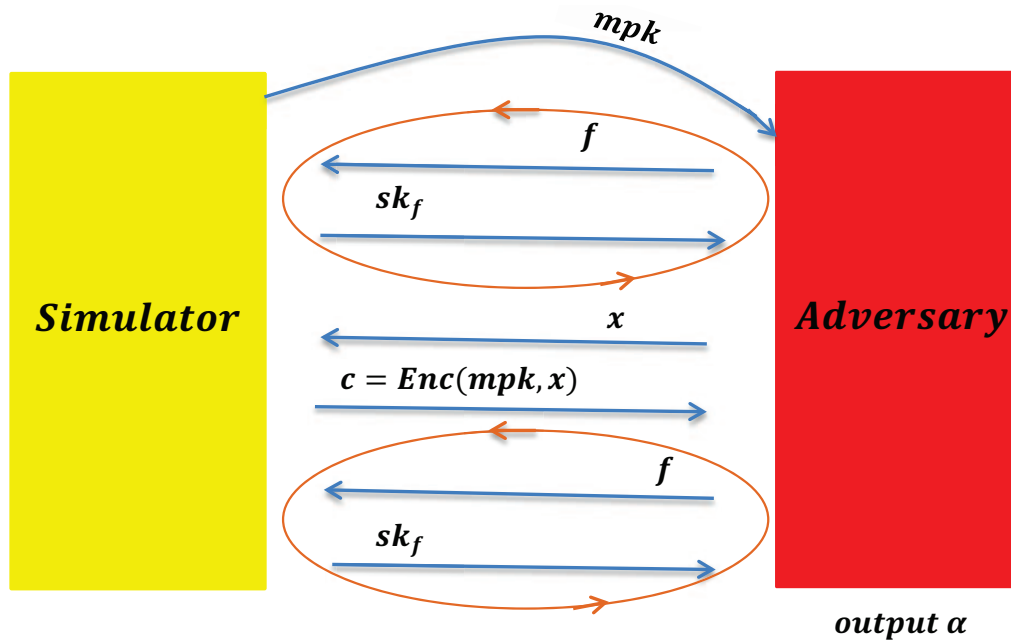 mpk
f
sk_f
Simulator
x
Adversary
c = Enc(mpk, x)
f
sk_f
output α